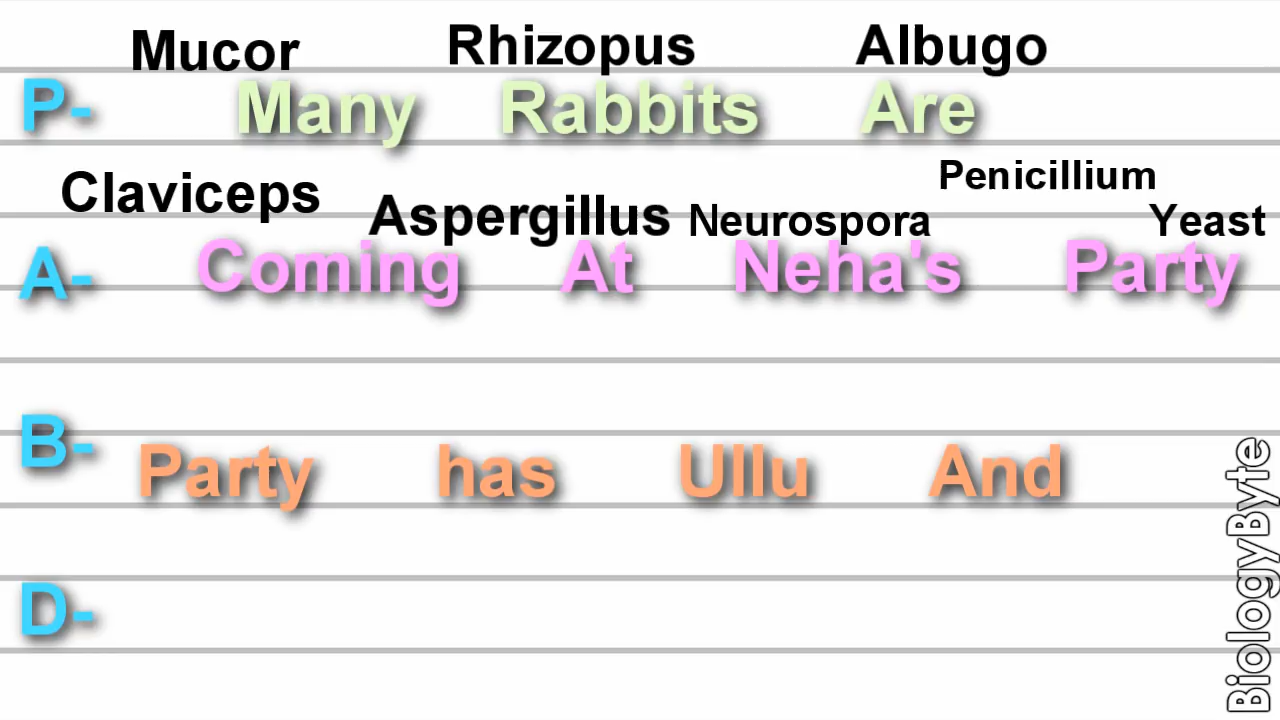 Mucor Rhizopus Albugo
P- Many Rabbits Are
Claviceps Aspergillus Neurospora Penicillium Yeast
A- Coming At Neha's Party
B- Party has Ullu And
D-
BiologyByte